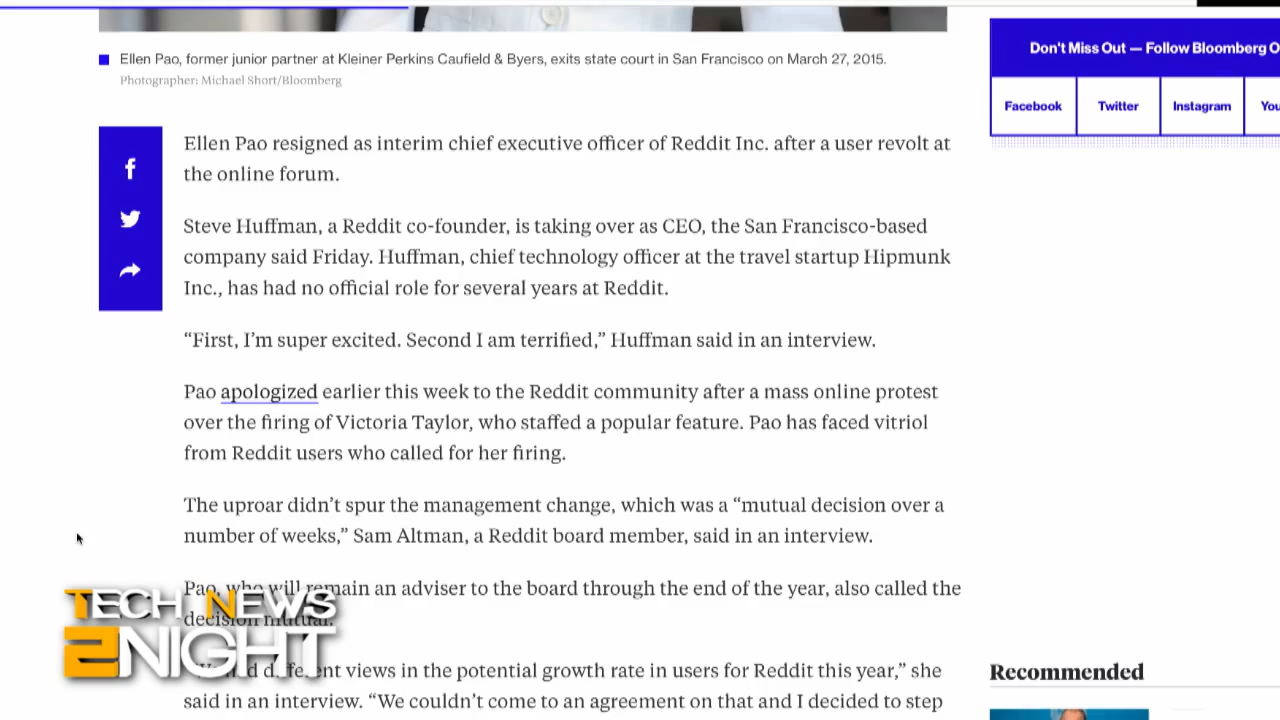 Ellen Pao, former junior partner at Kleiner Perkins Caufield & Byers, exits state court in San Francisco on March 27, 2015.
Photographer: Michael Short/Bloomberg
Don't Miss Out — Follow Bloomberg O
Facebook
Twitter
Instagram
You
Ellen Pao resigned as interim chief executive officer of Reddit Inc. after a user revolt at
the online forum.
Steve Huffman, a Reddit co-founder, is taking over as CEO, the San Francisco-based
company said Friday. Huffman, chief technology officer at the travel startup Hipmunk
Inc., has had no official role for several years at Reddit.
“First, I’m super excited. Second I am terrified,” Huffman said in an interview.
Pao apologized earlier this week to the Reddit community after a mass online protest
over the firing of Victoria Taylor, who staffed a popular feature. Pao has faced vitriol
from Reddit users who called for her firing.
The uproar didn’t spur the management change, which was a “mutual decision over a
number of weeks,” Sam Altman, a Reddit board member, said in an interview.
Pao, who will remain an adviser to the board through the end of the year, also called the
decision mutual.
views in the potential growth rate in users for Reddit this year,” she
said in an interview. “We couldn’t come to an agreement on that and I decided to step
TECH NEWS
2NIGHT
Recommended